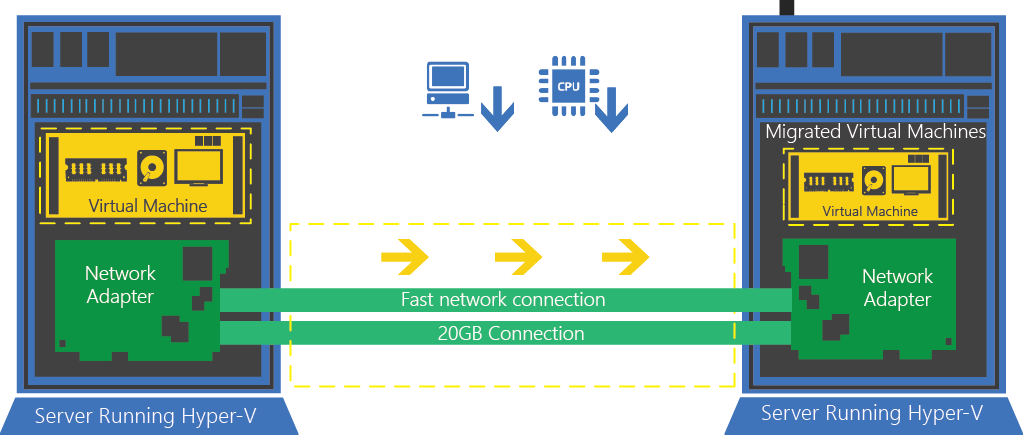 CPU
Migrated Virtual Machines
Virtual Machine
Virtual Machine
Network
Adapter
Network
Adapter
Fast network connection
20GB Connection
Server Running Hyper-V
Server Running Hyper-V